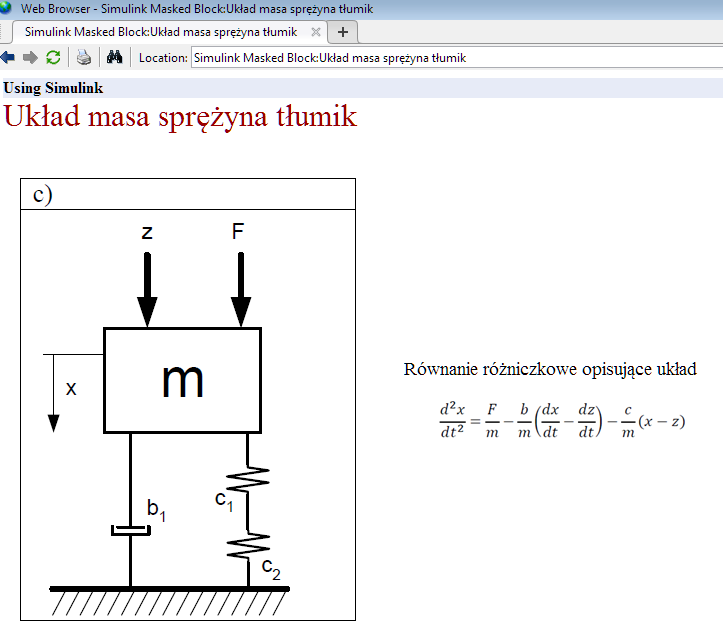 Web Browser - Simulink Masked Block:Układ masa sprężyna tłumik
Simulink Masked Block:Układ masa sprężyna tłumik
Location: Simulink Masked Block:Układ masa sprężyna tłumik
Using Simulink
Układ masa sprężyna tłumik
c)
z F
m
x
b₁
c₁
c₂
Równanie różniczkowe opisujące układ
d²x/dt² = F/m − b/m (dx/dt − dz/dt) − c/m (x − z)